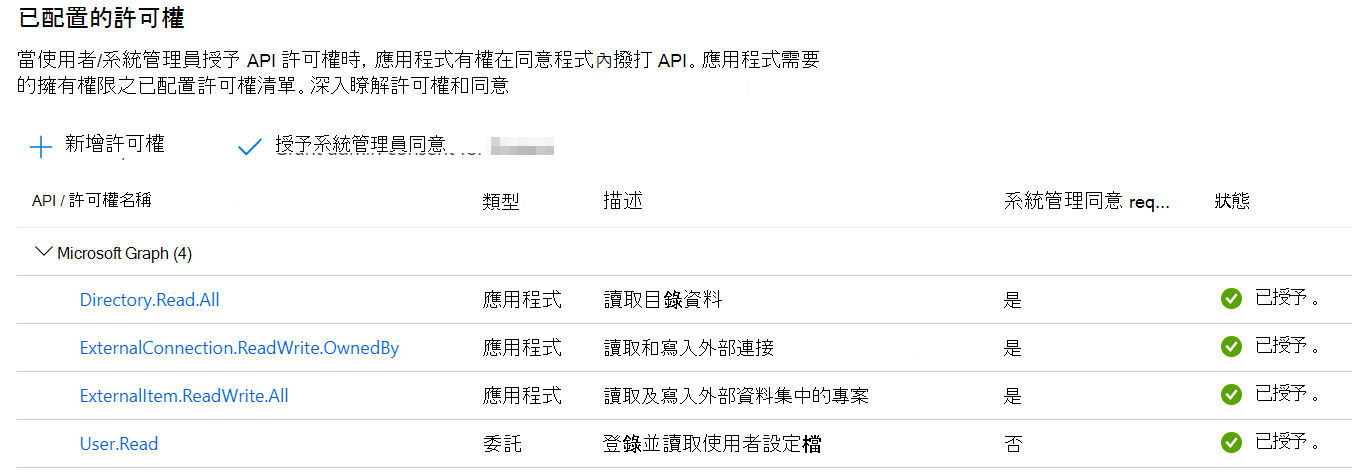 已配置的許可權
當使用者/系統管理員授予 API 許可權時，應用程式有權在同意程式內撥打 API。應用程式需要
的擁有權限之已配置許可權清單。深入瞭解許可權和同意
新增許可權 授予系統管理員同意
API / 許可權名稱 類型 描述 系統管理同意 req... 狀態
Microsoft Graph (4)
Directory.Read.All 應用程式 讀取目錄資料 是 已授予。
ExternalConnection.ReadWrite.OwnedBy 應用程式 讀取和寫入外部連接 是 已授予。
ExternalItem.ReadWrite.All 應用程式 讀取及寫入外部資料集中的專案 是 已授予。
User.Read 委託 登錄並讀取使用者設定檔 否 已授予。